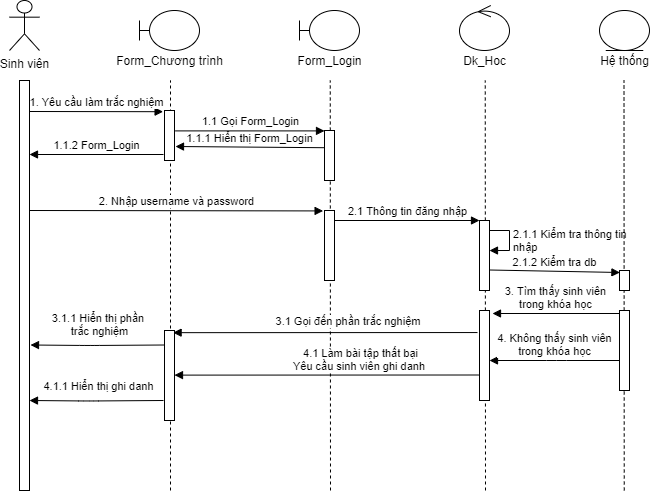 Sinh viên
Form_Chương trình
Form_Login
Dk_Hoc
Hệ thống
1. Yêu cầu làm trắc nghiệm
1.1 Gọi Form_Login
1.1.1 Hiển thị Form_Login
1.1.2 Form_Login
2. Nhập username và password
2.1 Thông tin đăng nhập
2.1.1 Kiểm tra thông tin
nhập
2.1.2 Kiểm tra db
3. Tìm thấy sinh viên
trong khóa học
3.1 Gọi đến phần trắc nghiệm
3.1.1 Hiển thị phần
trắc nghiệm
4. Không thấy sinh viên
trong khóa học
4.1 Làm bài tập thất bại
Yêu cầu sinh viên ghi danh
4.1.1 Hiển thị ghi danh